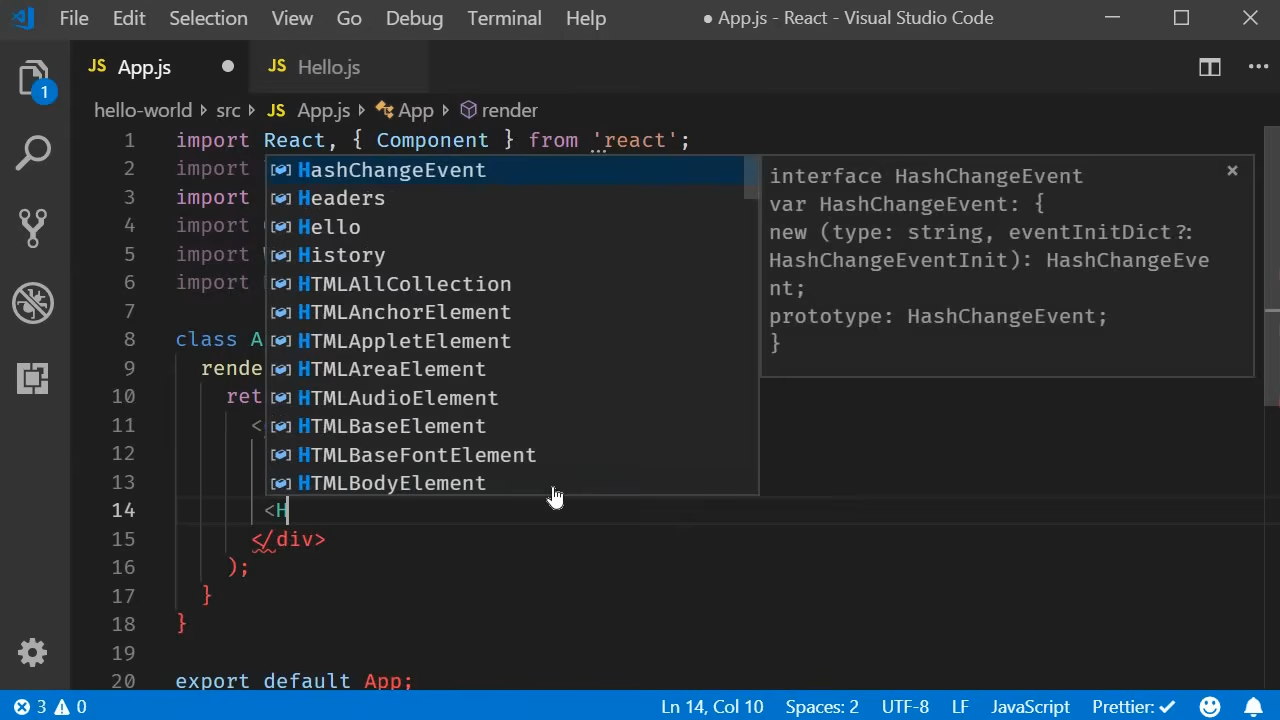 File Edit Selection View Go Debug Terminal Help ● App.js - React - Visual Studio Code
JS App.js ● JS Hello.js
1
hello-world › src › JS App.js › App › render
1 import React, { Component } from 'react';
2 import
3 import
4 import
5 import
6 import
7
8 class A
9 rende
10 ret
11 <
12
13
14 <H
15 </div>
16 );
17 }
18 }
19
20 export default App;
HashChangeEvent
Headers
Hello
History
HTMLAllCollection
HTMLAnchorElement
HTMLAppletElement
HTMLAreaElement
HTMLAudioElement
HTMLBaseElement
HTMLBaseFontElement
HTMLBodyElement
interface HashChangeEvent
var HashChangeEvent: {
new (type: string, eventInitDict?:
HashChangeEventInit): HashChangeEve
nt;
prototype: HashChangeEvent;
}
3 0 Ln 14, Col 10 Spaces: 2 UTF-8 LF JavaScript Prettier: ✓